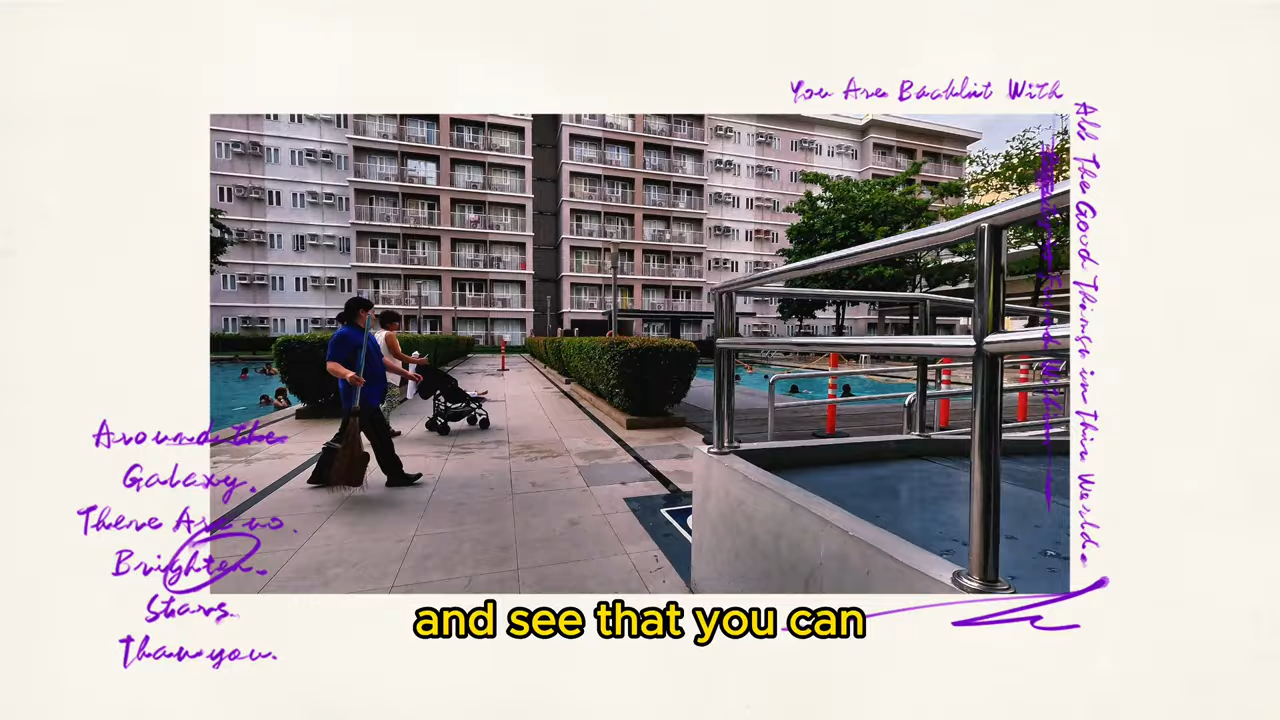 You Are Backlit With
All The Good Things in This World.
Around the
Galaxy.
There Are no.
Brighter.
Stars.
Than you.
and see that you can